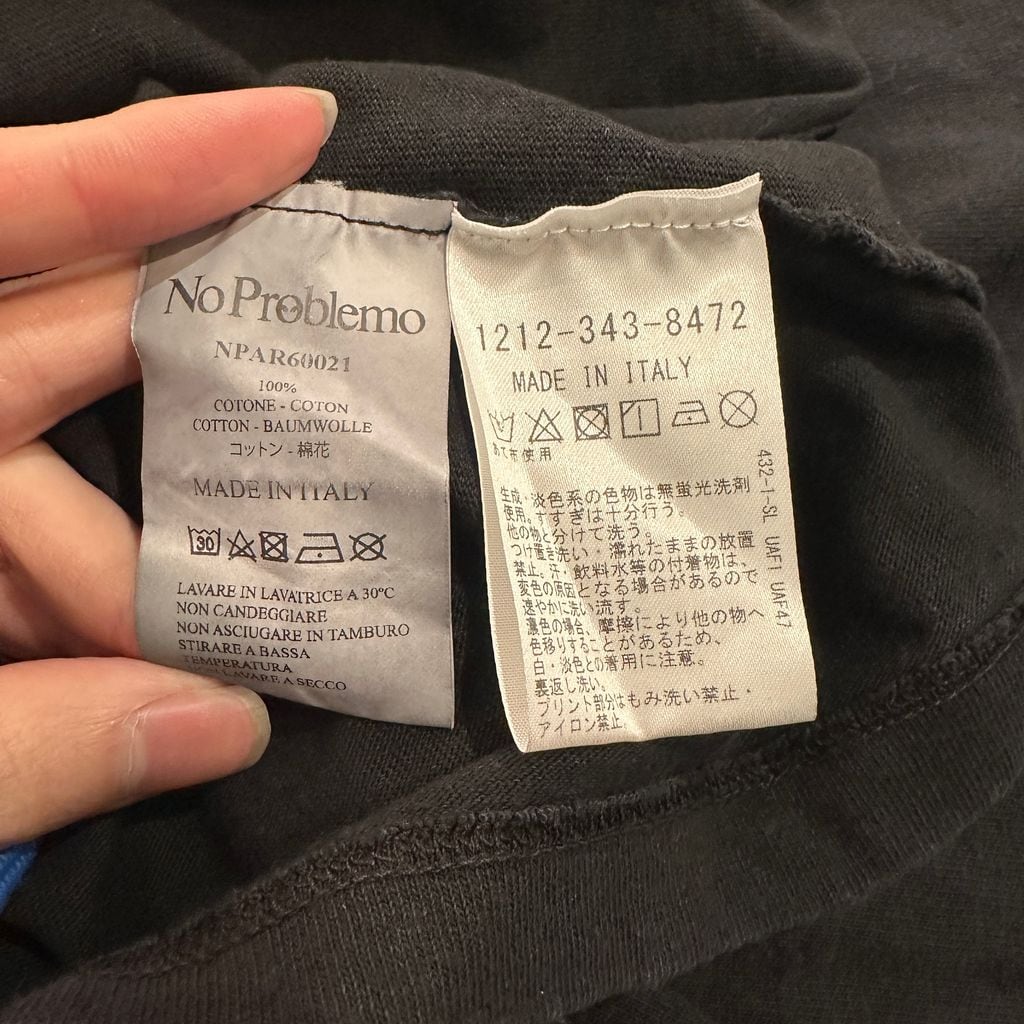 No Problemo
NPAR60021
100%
COTONE - COTON
COTTON - BAUMWOLLE
コットン - 棉花
MADE IN ITALY
30
LAVARE IN LAVATRICE A 30°C
NON CANDEGGIARE
NON ASCIUGARE IN TAMBURO
STIRARE A BASSA
TEMPERATURA
NON LAVARE A SECCO
1212-343-8472
MADE IN ITALY
あて布使用
生成・淡色系の色物は無蛍光洗剤
使用。すすぎは十分行う。
他の物と分けて洗う。
つけ置き洗い・濡れたままの放置
禁止。汗、飲料水等の付着物は、
変色の原因となる場合があるので
速やかに洗い流す。
濃色の場合、摩擦により他の物へ
色移りすることがあるため、
白・淡色との着用に注意。
裏返し洗い。
プリント部分はもみ洗い禁止・
アイロン禁止。
432-1-SL UAF1 UAF47